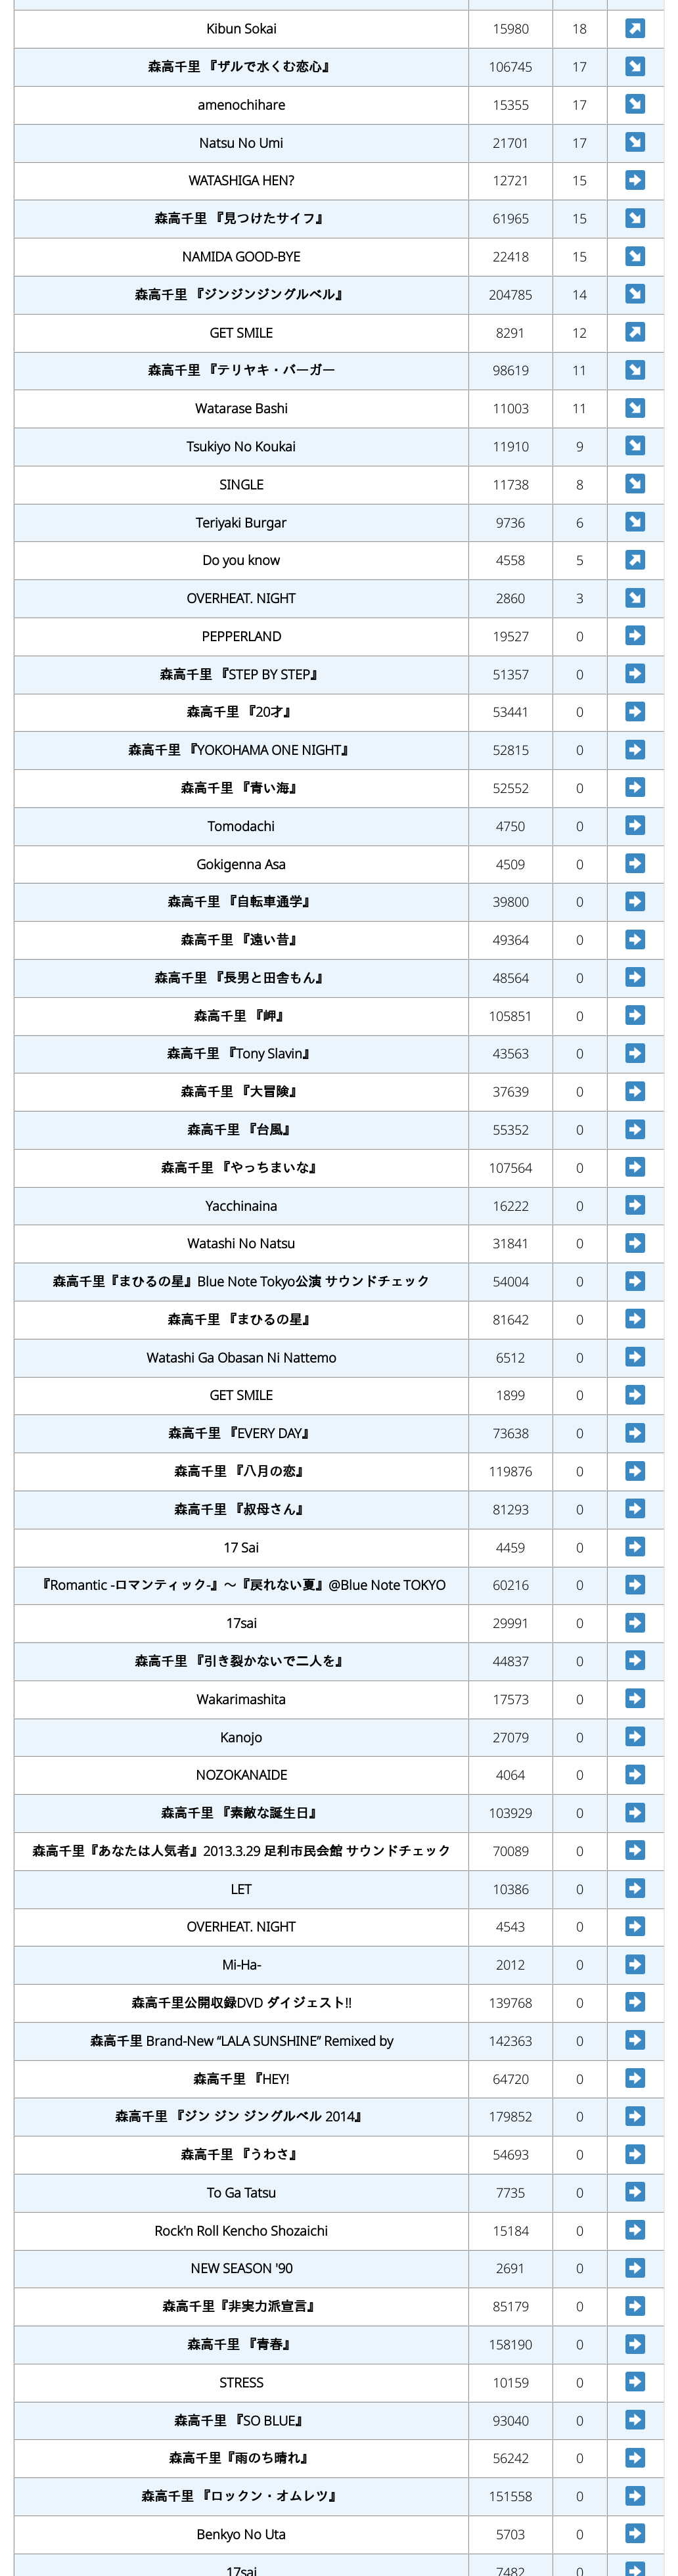 Kibun Sokai 15980 18 ↗
森高千里 『ザルで水くむ恋心』 106745 17 ↘
amenochihare 15355 17 ↘
Natsu No Umi 21701 17 ↘
WATASHIGA HEN? 12721 15 ➡
森高千里 『見つけたサイフ』 61965 15 ↘
NAMIDA GOOD-BYE 22418 15 ↘
森高千里 『ジンジンジングルベル』 204785 14 ↘
GET SMILE 8291 12 ↗
森高千里 『テリヤキ・バーガー 98619 11 ↘
Watarase Bashi 11003 11 ↘
Tsukiyo No Koukai 11910 9 ↘
SINGLE 11738 8 ↘
Teriyaki Burgar 9736 6 ↘
Do you know 4558 5 ↗
OVERHEAT. NIGHT 2860 3 ↘
PEPPERLAND 19527 0 ➡
森高千里 『STEP BY STEP』 51357 0 ➡
森高千里 『20才』 53441 0 ➡
森高千里 『YOKOHAMA ONE NIGHT』 52815 0 ➡
森高千里 『青い海』 52552 0 ➡
Tomodachi 4750 0 ➡
Gokigenna Asa 4509 0 ➡
森高千里 『自転車通学』 39800 0 ➡
森高千里 『遠い昔』 49364 0 ➡
森高千里 『長男と田舎もん』 48564 0 ➡
森高千里 『岬』 105851 0 ➡
森高千里 『Tony Slavin』 43563 0 ➡
森高千里 『大冒険』 37639 0 ➡
森高千里 『台風』 55352 0 ➡
森高千里 『やっちまいな』 107564 0 ➡
Yacchinaina 16222 0 ➡
Watashi No Natsu 31841 0 ➡
森高千里『まひるの星』Blue Note Tokyo公演 サウンドチェック 54004 0 ➡
森高千里 『まひるの星』 81642 0 ➡
Watashi Ga Obasan Ni Nattemo 6512 0 ➡
GET SMILE 1899 0 ➡
森高千里 『EVERY DAY』 73638 0 ➡
森高千里 『八月の恋』 119876 0 ➡
森高千里 『叔母さん』 81293 0 ➡
17 Sai 4459 0 ➡
『Romantic -ロマンティック-』～『戻れない夏』@Blue Note TOKYO 60216 0 ➡
17sai 29991 0 ➡
森高千里 『引き裂かないで二人を』 44837 0 ➡
Wakarimashita 17573 0 ➡
Kanojo 27079 0 ➡
NOZOKANAIDE 4064 0 ➡
森高千里 『素敵な誕生日』 103929 0 ➡
森高千里『あなたは人気者』2013.3.29 足利市民会館 サウンドチェック 70089 0 ➡
LET 10386 0 ➡
OVERHEAT. NIGHT 4543 0 ➡
Mi-Ha- 2012 0 ➡
森高千里公開収録DVD ダイジェスト!! 139768 0 ➡
森高千里 Brand-New “LALA SUNSHINE” Remixed by 142363 0 ➡
森高千里 『HEY! 64720 0 ➡
森高千里 『ジン ジン ジングルベル 2014』 179852 0 ➡
森高千里 『うわさ』 54693 0 ➡
To Ga Tatsu 7735 0 ➡
Rock'n Roll Kencho Shozaichi 15184 0 ➡
NEW SEASON '90 2691 0 ➡
森高千里『非実力派宣言』 85179 0 ➡
森高千里 『青春』 158190 0 ➡
STRESS 10159 0 ➡
森高千里 『SO BLUE』 93040 0 ➡
森高千里『雨のち晴れ』 56242 0 ➡
森高千里 『ロックン・オムレツ』 151558 0 ➡
Benkyo No Uta 5703 0 ➡
17sai 7482 0 ➡